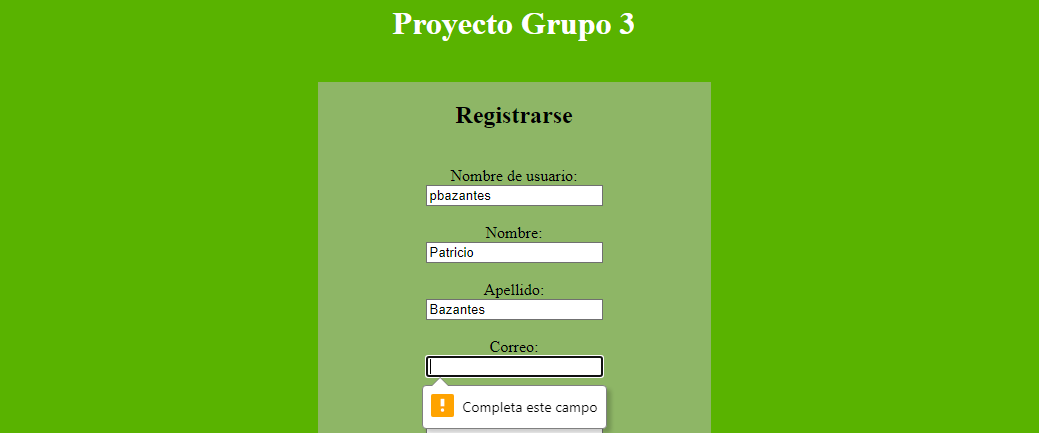 Proyecto Grupo 3
Registrarse
Nombre de usuario:
pbazantes
Nombre:
Patricio
Apellido:
Bazantes
Correo:
Completa este campo